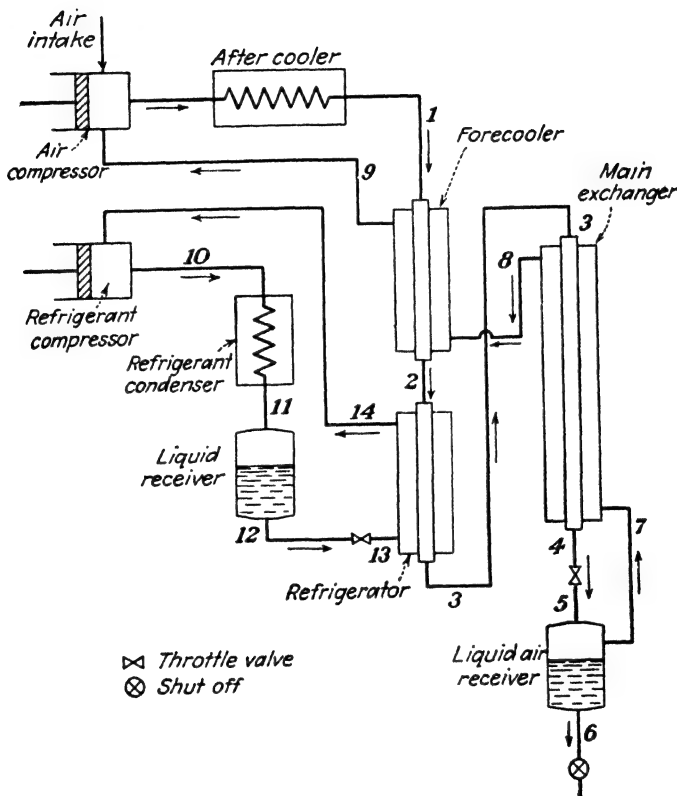 Air
intake
After cooler
1
Forecooler
Air
compressor
9
Main
exchanger
3
8
10
Refrigerant
compressor
Refrigerant
condenser
2
11
14
Liquid
receiver
12
13
Refrigerator
3
4
7
5
Throttle valve
Shut off
Liquid air
receiver
6